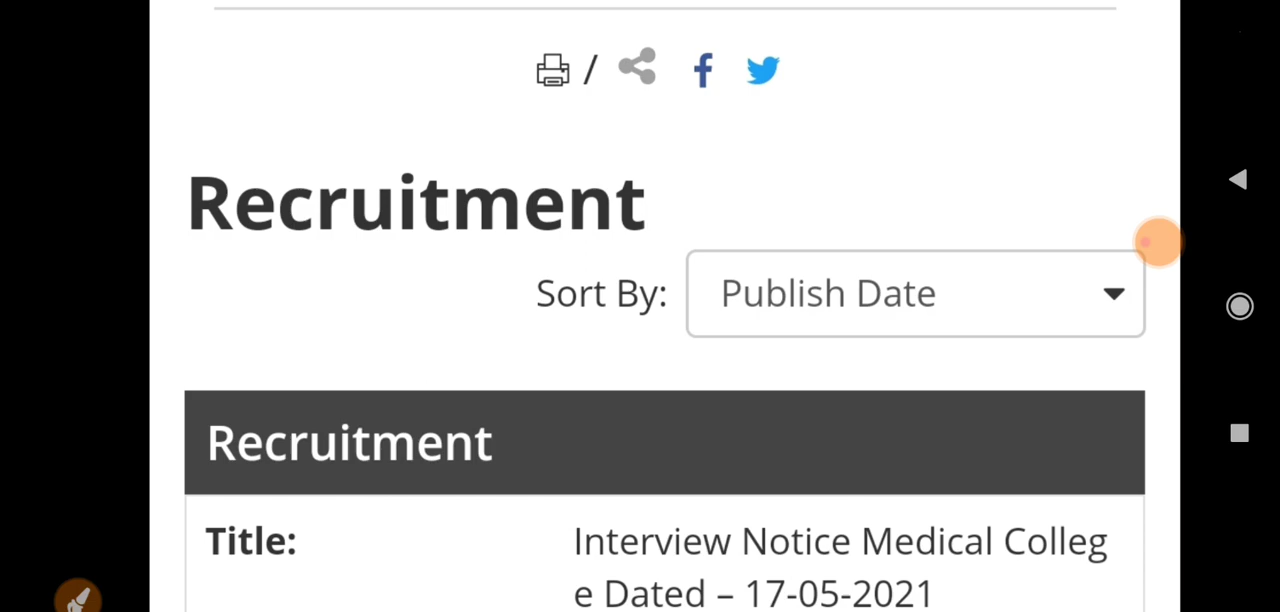 /
Recruitment
Sort By: Publish Date
Recruitment
Title: Interview Notice Medical Colleg
e Dated – 17-05-2021